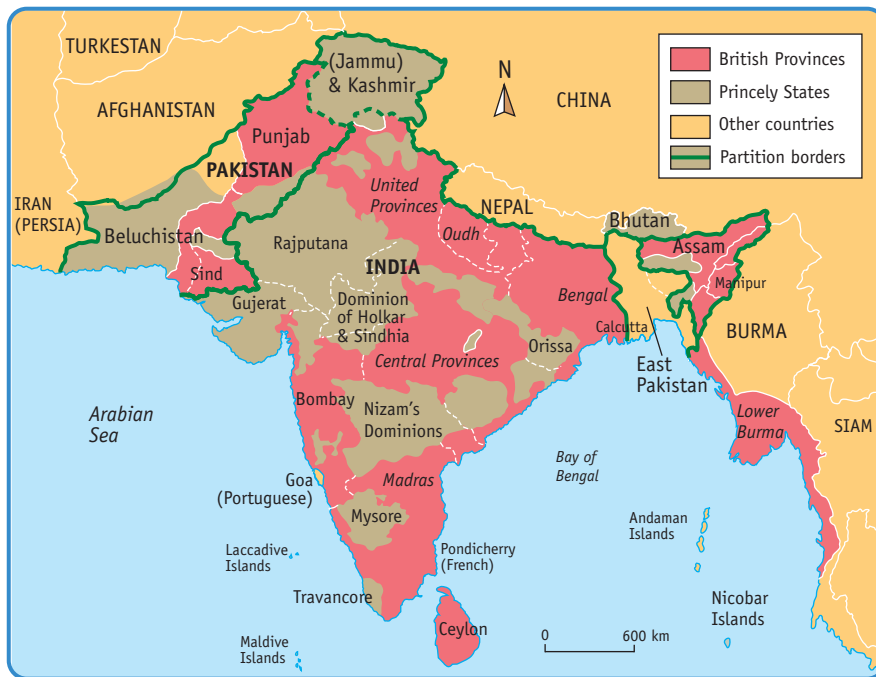 TURKESTAN
(Jammu)
& Kashmir
N
British Provinces
Princely States
Other countries
Partition borders
AFGHANISTAN
CHINA
Punjab
PAKISTAN
IRAN
(PERSIA)
Beluchistan
United
Provinces
NEPAL
Bhutan
Oudh
Assam
Rajputana
INDIA
Sind
Manipur
Gujerat
Bengal
Dominion
of Holkar
& Sindhia
Calcutta
BURMA
Orissa
East
Pakistan
Central Provinces
Arabian
Sea
Bombay
Nizam's
Dominions
Lower
Burma
SIAM
Bay of
Bengal
Goa
(Portuguese)
Madras
Mysore
Andaman
Islands
Laccadive
Islands
Pondicherry
(French)
Travancore
Nicobar
Islands
Ceylon
0 600 km
Maldive
Islands